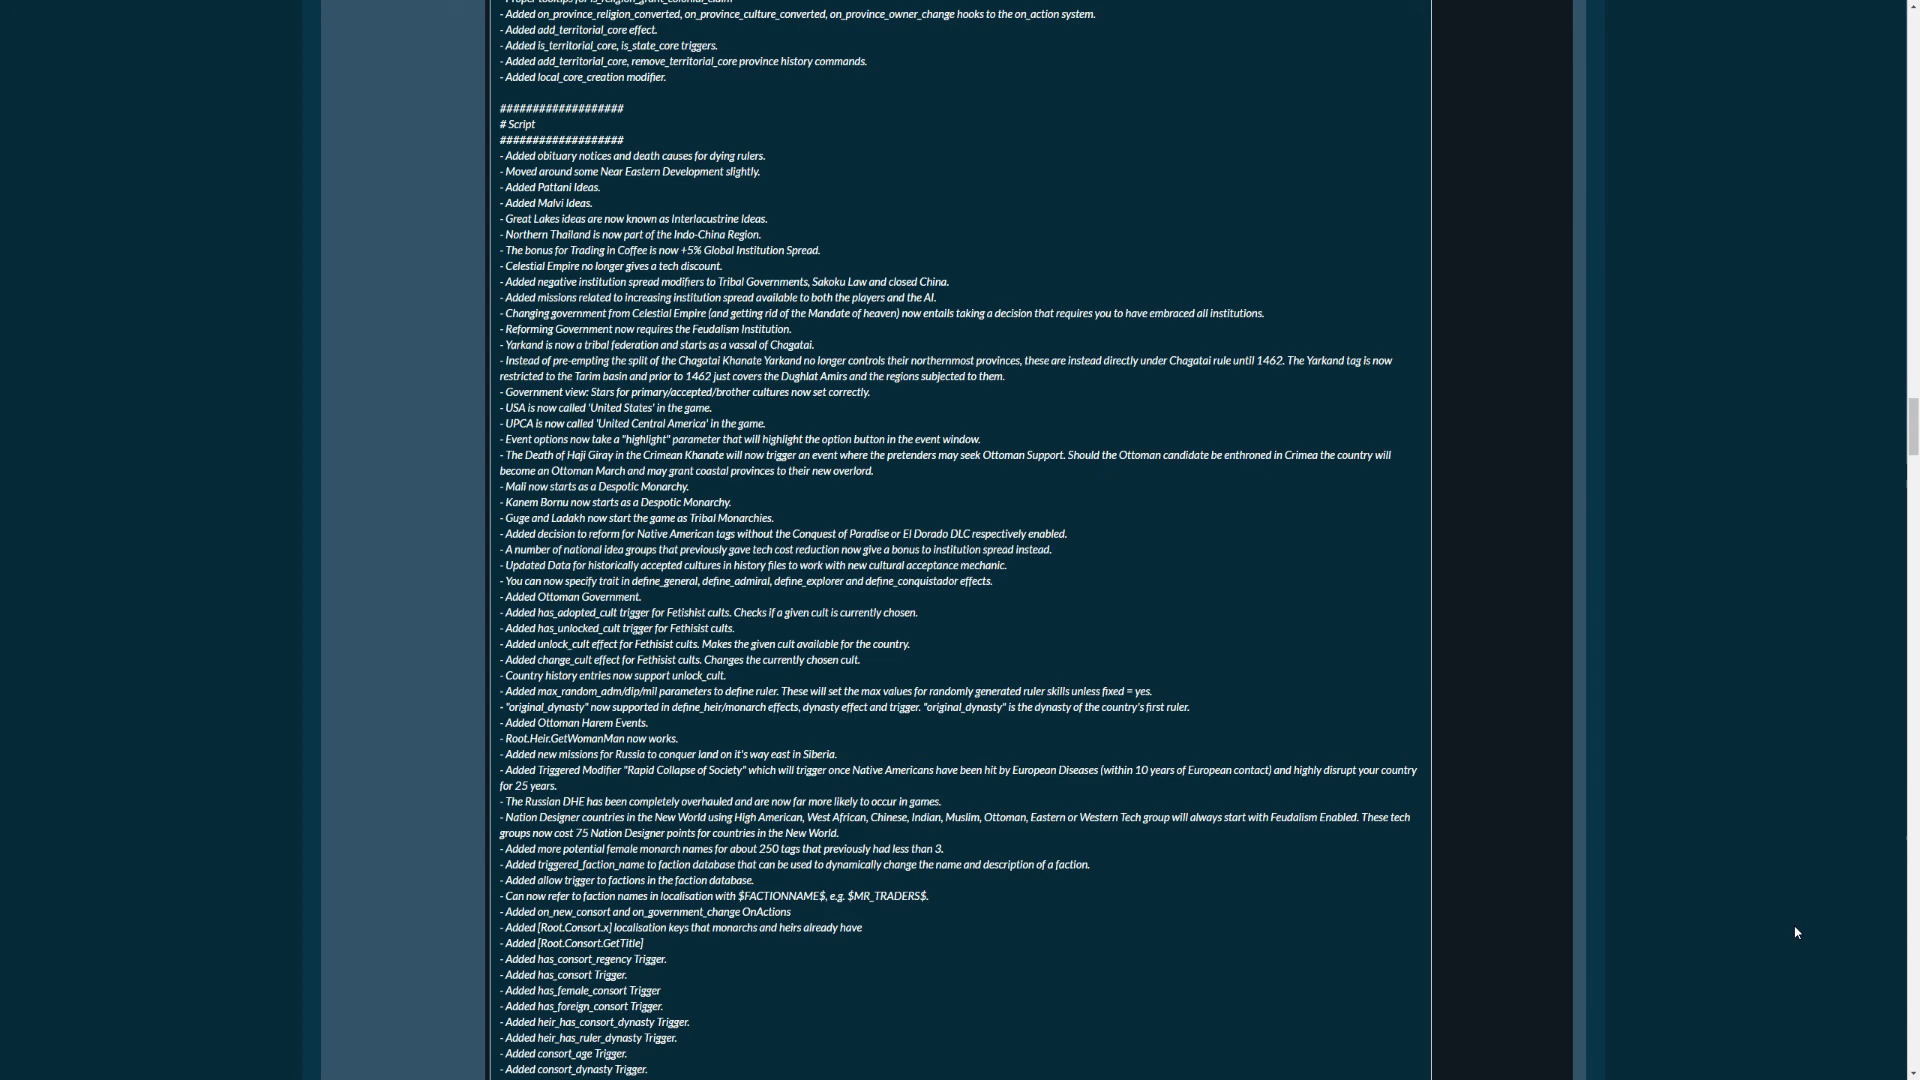 - Proper tooltips for is_religion_grant_colonial_claim
- Added on_province_religion_converted, on_province_culture_converted, on_province_owner_change hooks to the on_action system.
- Added add_territorial_core effect.
- Added is_territorial_core, is_state_core triggers.
- Added add_territorial_core, remove_territorial_core province history commands.
- Added local_core_creation modifier.
###################
# Script
###################
- Added obituary notices and death causes for dying rulers.
- Moved around some Near Eastern Development slightly.
- Added Pattani Ideas.
- Added Malvi Ideas.
- Great Lakes ideas are now known as Interlacustrine Ideas.
- Northern Thailand is now part of the Indo-China Region.
- The bonus for Trading in Coffee is now +5% Global Institution Spread.
- Celestial Empire no longer gives a tech discount.
- Added negative institution spread modifiers to Tribal Governments, Sakoku Law and closed China.
- Added missions related to increasing institution spread available to both the players and the AI.
- Changing government from Celestial Empire (and getting rid of the Mandate of heaven) now entails taking a decision that requires you to have embraced all institutions.
- Reforming Government now requires the Feudalism Institution.
- Yarkand is now a tribal federation and starts as a vassal of Chagatai.
- Instead of pre-empting the split of the Chagatai Khanate Yarkand no longer controls their northernmost provinces, these are instead directly under Chagatai rule until 1462. The Yarkand tag is now
restricted to the Tarim basin and prior to 1462 just covers the Dughlat Amirs and the regions subjected to them.
- Government view: Stars for primary/accepted/brother cultures now set correctly.
- USA is now called 'United States' in the game.
- UPCA is now called 'United Central America' in the game.
- Event options now take a "highlight" parameter that will highlight the option button in the event window.
- The Death of Haji Giray in the Crimean Khanate will now trigger an event where the pretenders may seek Ottoman Support. Should the Ottoman candidate be enthroned in Crimea the country will
become an Ottoman March and may grant coastal provinces to their new overlord.
- Mali now starts as a Despotic Monarchy.
- Kanem Bornu now starts as a Despotic Monarchy.
- Guge and Ladakh now start the game as Tribal Monarchies.
- Added decision to reform for Native American tags without the Conquest of Paradise or El Dorado DLC respectively enabled.
- A number of national idea groups that previously gave tech cost reduction now give a bonus to institution spread instead.
- Updated Data for historically accepted cultures in history files to work with new cultural acceptance mechanic.
- You can now specify trait in define_general, define_admiral, define_explorer and define_conquistador effects.
- Added Ottoman Government.
- Added has_adopted_cult trigger for Fetishist cults. Checks if a given cult is currently chosen.
- Added has_unlocked_cult trigger for Fethisist cults.
- Added unlock_cult effect for Fethisist cults. Makes the given cult available for the country.
- Added change_cult effect for Fethisist cults. Changes the currently chosen cult.
- Country history entries now support unlock_cult.
- Added max_random_adm/dip/mil parameters to define ruler. These will set the max values for randomly generated ruler skills unless fixed = yes.
- "original_dynasty" now supported in define_heir/monarch effects, dynasty effect and trigger. "original_dynasty" is the dynasty of the country's first ruler.
- Added Ottoman Harem Events.
- Root.Heir.GetWomanMan now works.
- Added new missions for Russia to conquer land on it's way east in Siberia.
- Added Triggered Modifier "Rapid Collapse of Society" which will trigger once Native Americans have been hit by European Diseases (within 10 years of European contact) and highly disrupt your country
for 25 years.
- The Russian DHE has been completely overhauled and are now far more likely to occur in games.
- Nation Designer countries in the New World using High American, West African, Chinese, Indian, Muslim, Ottoman, Eastern or Western Tech group will always start with Feudalism Enabled. These tech
groups now cost 75 Nation Designer points for countries in the New World.
- Added more potential female monarch names for about 250 tags that previously had less than 3.
- Added triggered_faction_name to faction database that can be used to dynamically change the name and description of a faction.
- Added allow trigger to factions in the faction database.
- Can now refer to faction names in localisation with $FACTIONNAME$, e.g. $MR_TRADERS$.
- Added on_new_consort and on_government_change OnActions
- Added [Root.Consort.x] localisation keys that monarchs and heirs already have
- Added [Root.Consort.GetTitle]
- Added has_consort_regency Trigger.
- Added has_consort Trigger.
- Added has_female_consort Trigger
- Added has_foreign_consort Trigger.
- Added heir_has_consort_dynasty Trigger.
- Added heir_has_ruler_dynasty Trigger.
- Added consort_age Trigger.
- Added consort_dynasty Trigger.